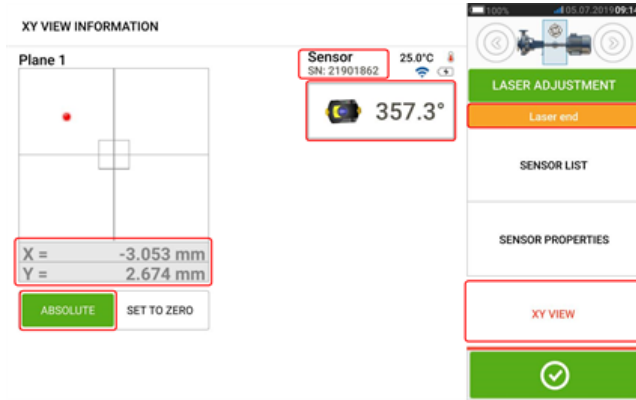 XY VIEW INFORMATION
Plane 1
Sensor
SN: 21901862
25.0°C
357.3°
X = -3.053 mm
Y = 2.674 mm
ABSOLUTE
SET TO ZERO
100%
05.07.2019 09:14
LASER ADJUSTMENT
Laser end
SENSOR LIST
SENSOR PROPERTIES
XY VIEW